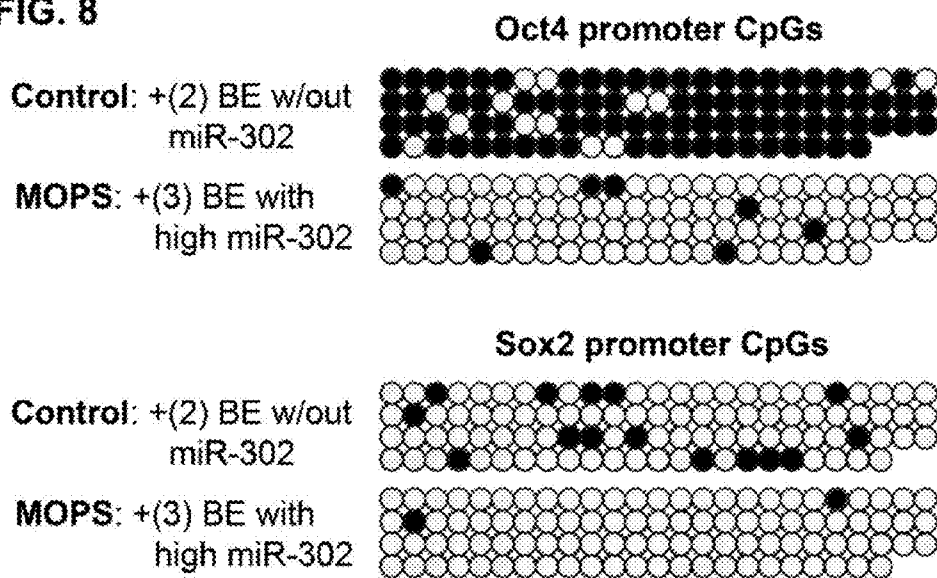 FIG. 8
Oct4 promoter CpGs
Control: +(2) BE w/out
miR-302
MOPS: +(3) BE with
high miR-302
Sox2 promoter CpGs
Control: +(2) BE w/out
miR-302
MOPS: +(3) BE with
high miR-302